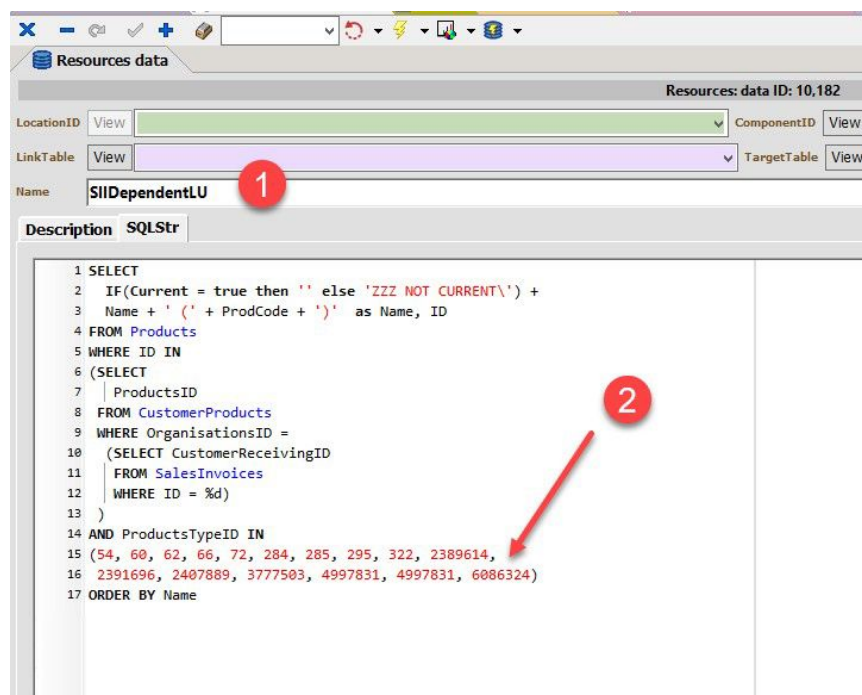 Resources data
Resources: data ID: 10,182
LocationID View ComponentID View
LinkTable View TargetTable View
Name SIIDependentLU 1
Description SQLStr
1 SELECT
2 IF(Current = true then '' else 'ZZZ NOT CURRENT\') +
3 Name + ' (' + ProdCode + ')' as Name, ID
4 FROM Products
5 WHERE ID IN
6 (SELECT
7 ProductsID
8 FROM CustomerProducts
9 WHERE OrganisationsID =
10 (SELECT CustomerReceivingID
11 FROM SalesInvoices
12 WHERE ID = %d)
13 )
14 AND ProductsTypeID IN
15 (54, 60, 62, 66, 72, 284, 285, 295, 322, 2389614,
16 2391696, 2407889, 3777503, 4997831, 4997831, 6086324)
17 ORDER BY Name
2